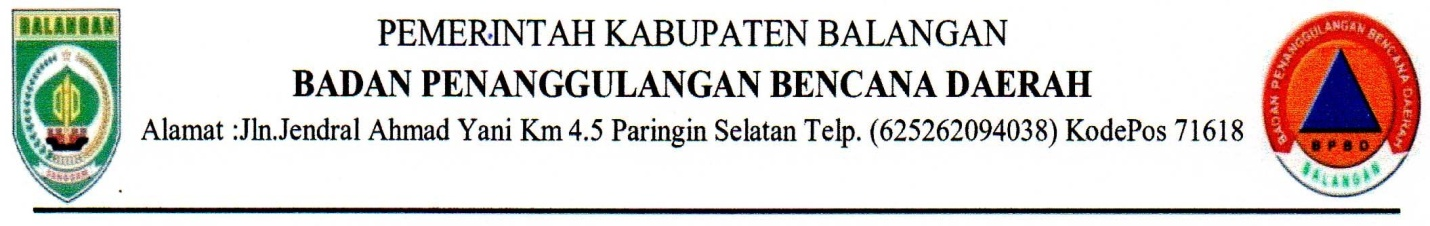 BALANGAN
SANGGAM
PEMERINTAH KABUPATEN BALANGAN
BADAN PENANGGULANGAN BENCANA DAERAH
Alamat :Jln.Jendral Ahmad Yani Km 4.5 Paringin Selatan Telp. (625262094038) KodePos 71618
BADAN PENANGGULANGAN BENCANA DAERAH
BPBD
BALANGAN